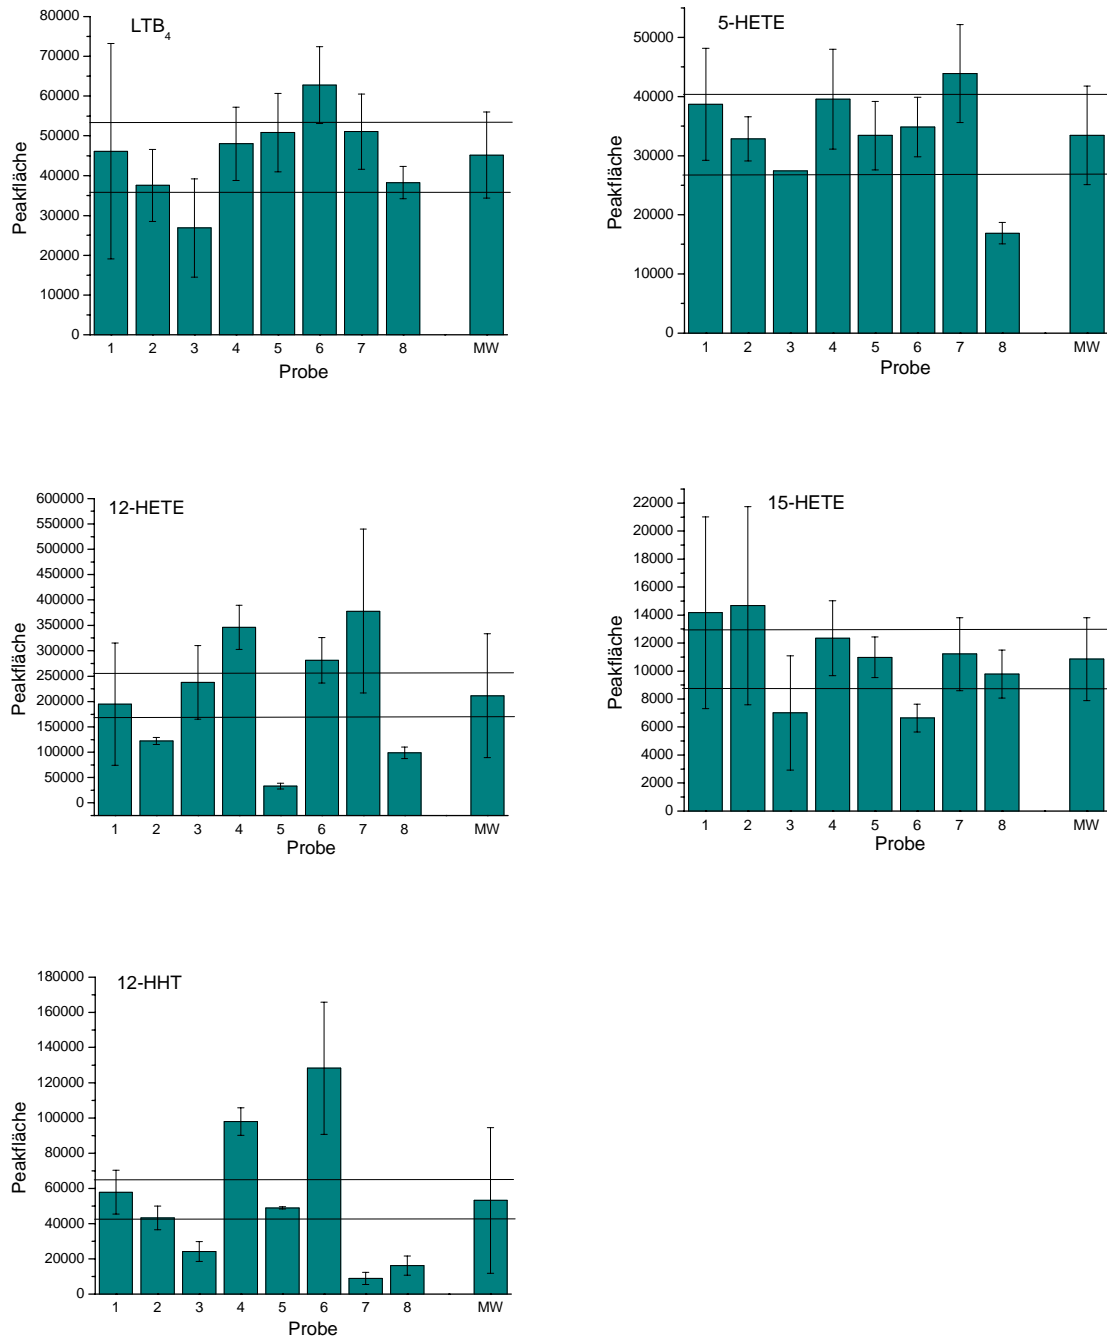 LTB4
80000
70000
60000
50000
40000
30000
20000
10000
0
Peakfläche
1 2 3 4 5 6 7 8 MW
Probe
5-HETE
50000
40000
30000
20000
10000
0
Peakfläche
1 2 3 4 5 6 7 8 MW
Probe
12-HETE
600000
550000
500000
450000
400000
350000
300000
250000
200000
150000
100000
50000
0
Peakfläche
1 2 3 4 5 6 7 8 MW
Probe
15-HETE
22000
20000
18000
16000
14000
12000
10000
8000
6000
4000
2000
0
Peakfläche
1 2 3 4 5 6 7 8 MW
Probe
12-HHT
180000
160000
140000
120000
100000
80000
60000
40000
20000
0
Peakfläche
1 2 3 4 5 6 7 8 MW
Probe